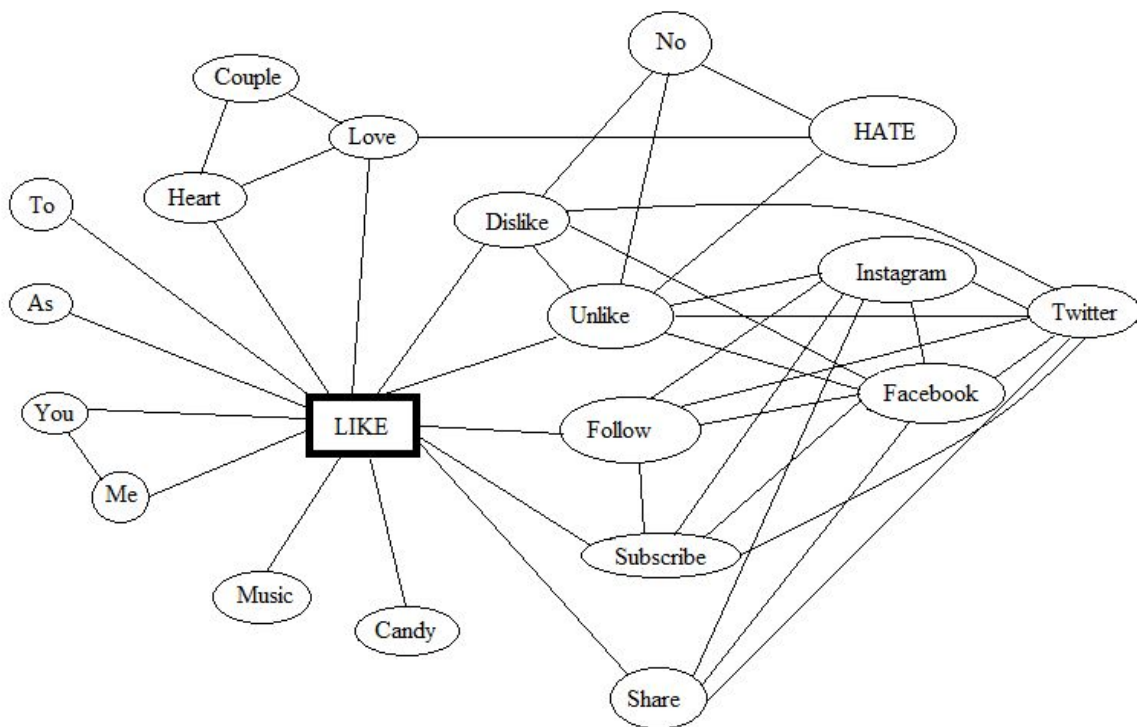 No
Couple
HATE
Love
Heart
To
Dislike
Instagram
As
Unlike
Twitter
Facebook
You
LIKE
Follow
Me
Subscribe
Music
Candy
Share